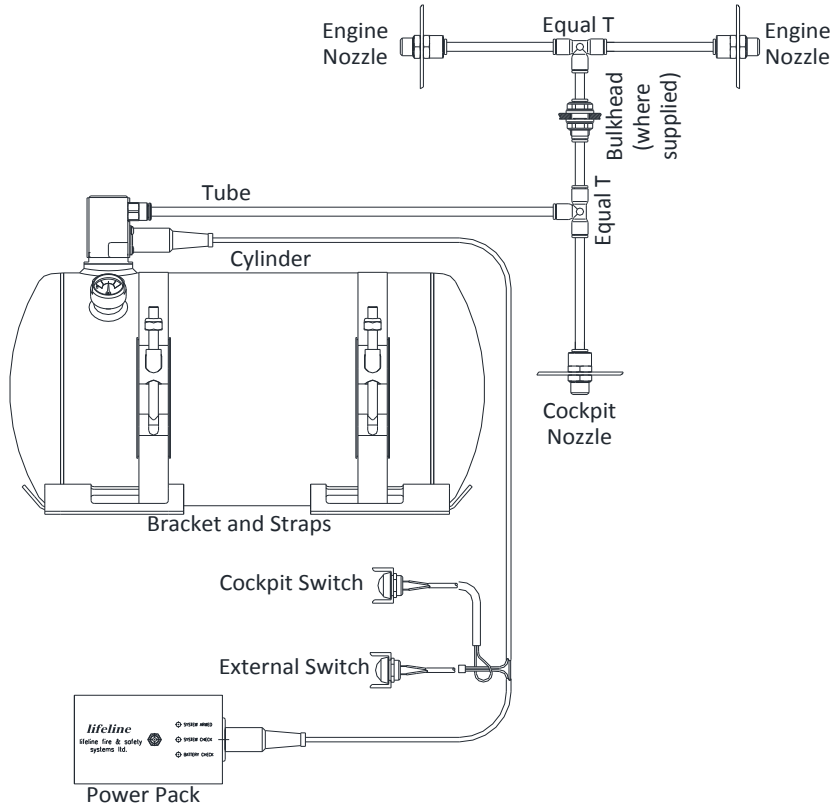 Engine
Nozzle
Equal T
Engine
Nozzle
Bulkhead
(where
supplied)
Tube
Equal T
Cylinder
Cockpit
Nozzle
Bracket and Straps
Cockpit Switch
External Switch
lifeline
lifeline fire & safety
systems ltd.
SYSTEM ARMED
SYSTEM CHECK
BATTERY CHECK
Power Pack